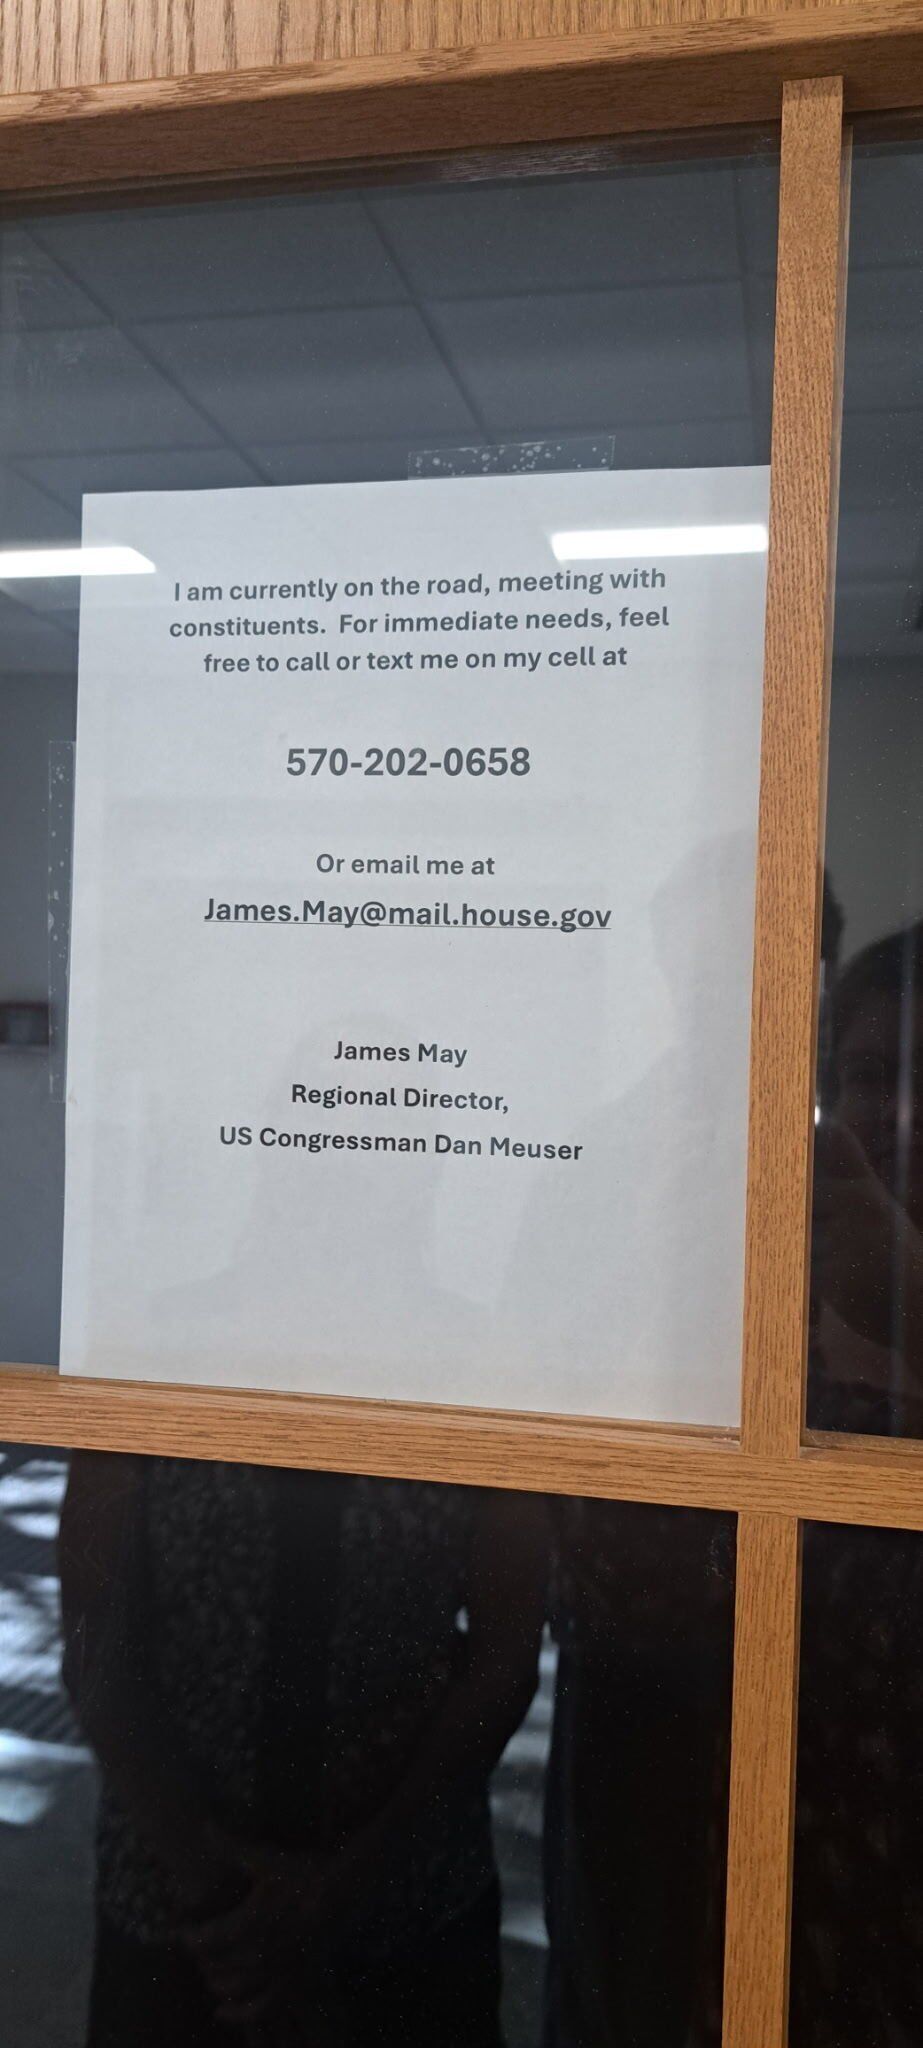 I am currently on the road, meeting with
constituents.  For immediate needs, feel
free to call or text me on my cell at
570-202-0658
Or email me at
James.May@mail.house.gov
James May
Regional Director,
US Congressman Dan Meuser